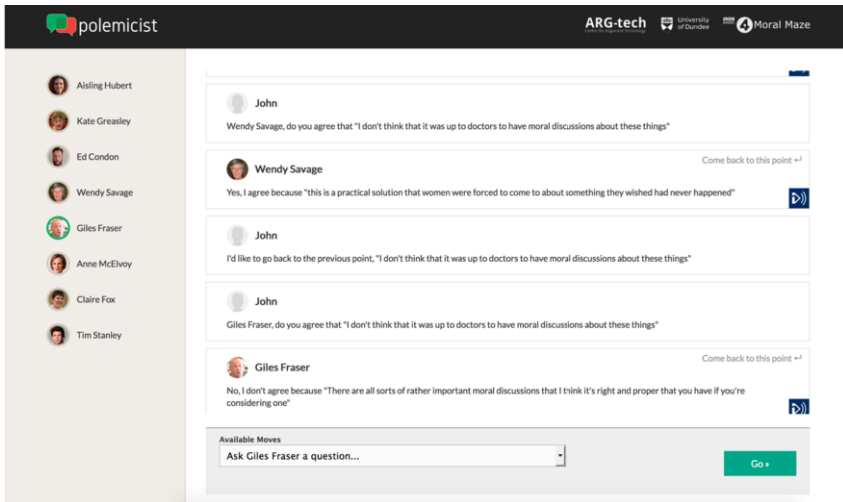 polemicist
ARG-tech
Centre for Argument Technology
University
of Dundee
BBC
RADIO
4 Moral Maze
Aisling Hubert
Kate Greasley
Ed Condon
Wendy Savage
Giles Fraser
Anne McElvoy
Claire Fox
Tim Stanley
John
Wendy Savage, do you agree that "I don't think that it was up to doctors to have moral discussions about these things"
Wendy Savage
Come back to this point ↵
Yes, I agree because "this is a practical solution that women were forced to come to about something they wished had never happened"
John
I'd like to go back to the previous point, "I don't think that it was up to doctors to have moral discussions about these things"
John
Giles Fraser, do you agree that "I don't think that it was up to doctors to have moral discussions about these things"
Giles Fraser
Come back to this point ↵
No, I don't agree because "There are all sorts of rather important moral discussions that I think it's right and proper that you have if you're
considering one"
Available Moves
Ask Giles Fraser a question...
Go »